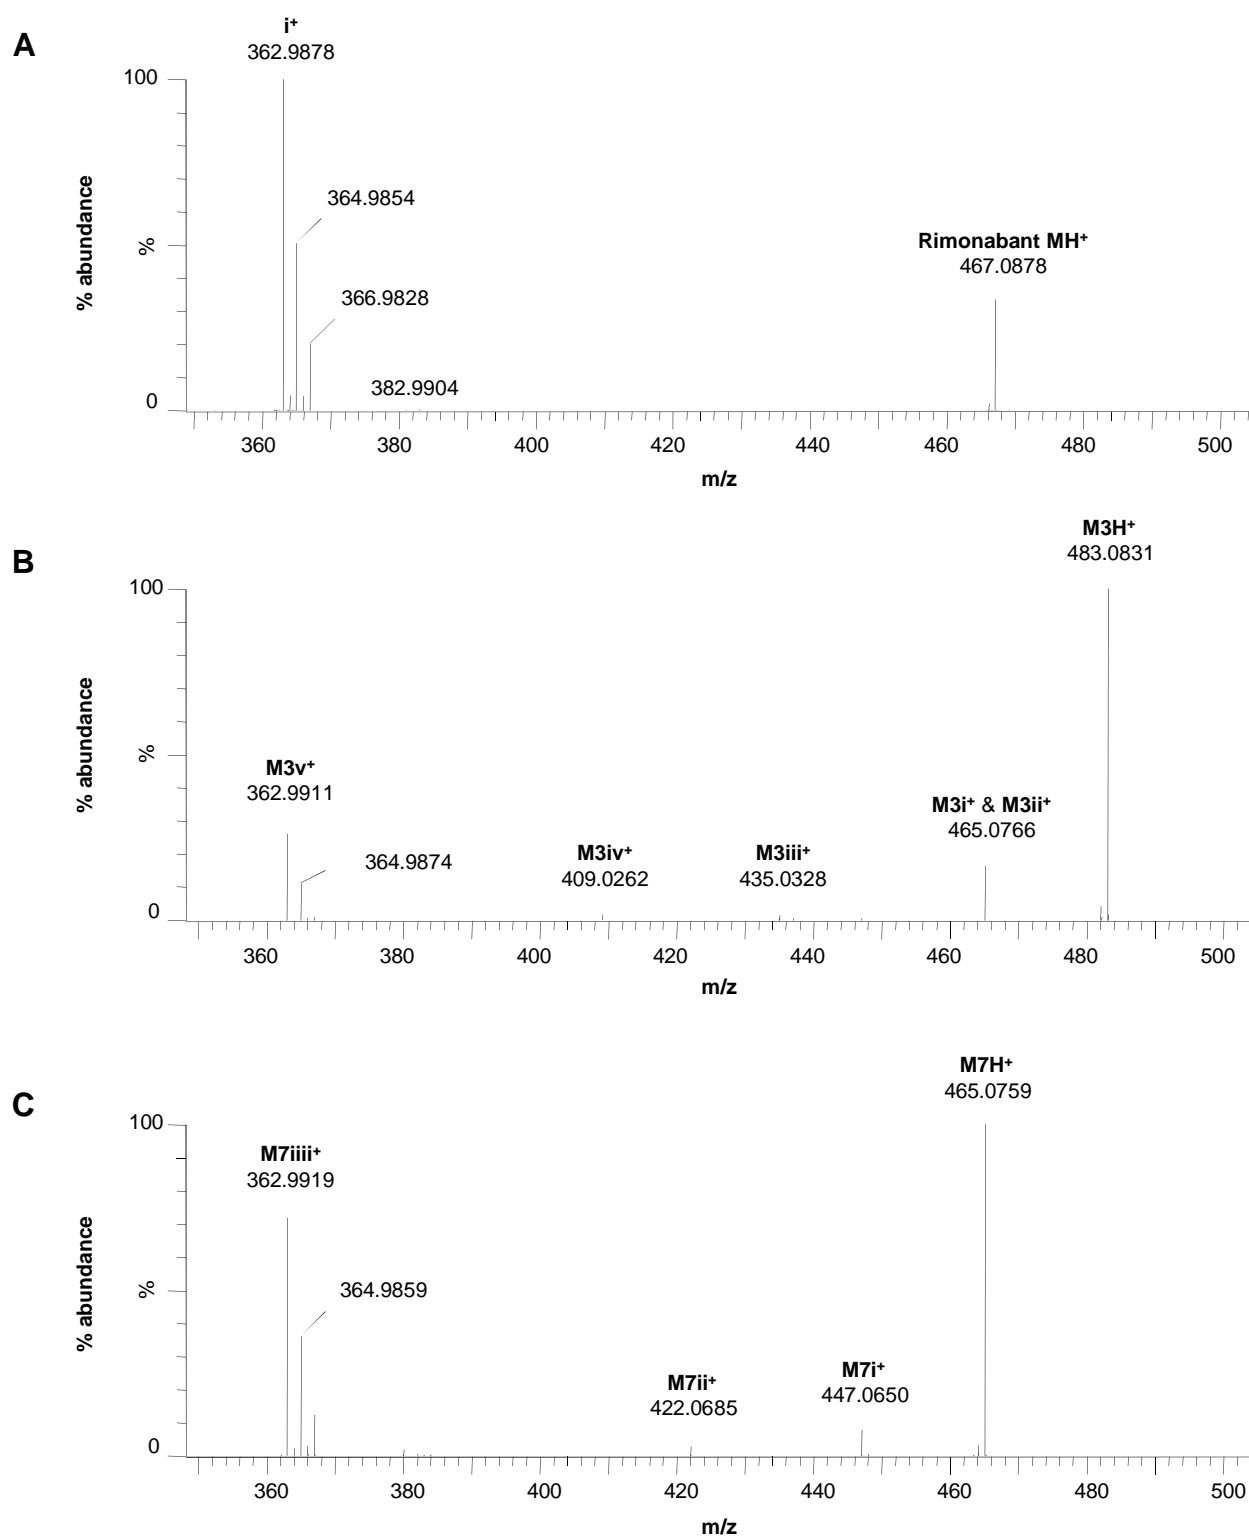 A
i⁺
362.9878
100
364.9854
Rimonabant MH⁺
467.0878
% abundance
%
366.9828
382.9904
0
360 380 400 420 440 460 480 500
m/z
M3H⁺
483.0831
B
100
% abundance
%
M3v⁺
362.9911
M3i⁺ & M3ii⁺
465.0766
364.9874
M3iv⁺
409.0262
M3iii⁺
435.0328
0
360 380 400 420 440 460 480 500
m/z
M7H⁺
465.0759
C
100
M7iiii⁺
362.9919
% abundance
%
364.9859
M7ii⁺
422.0685
M7i⁺
447.0650
0
360 380 400 420 440 460 480 500
m/z